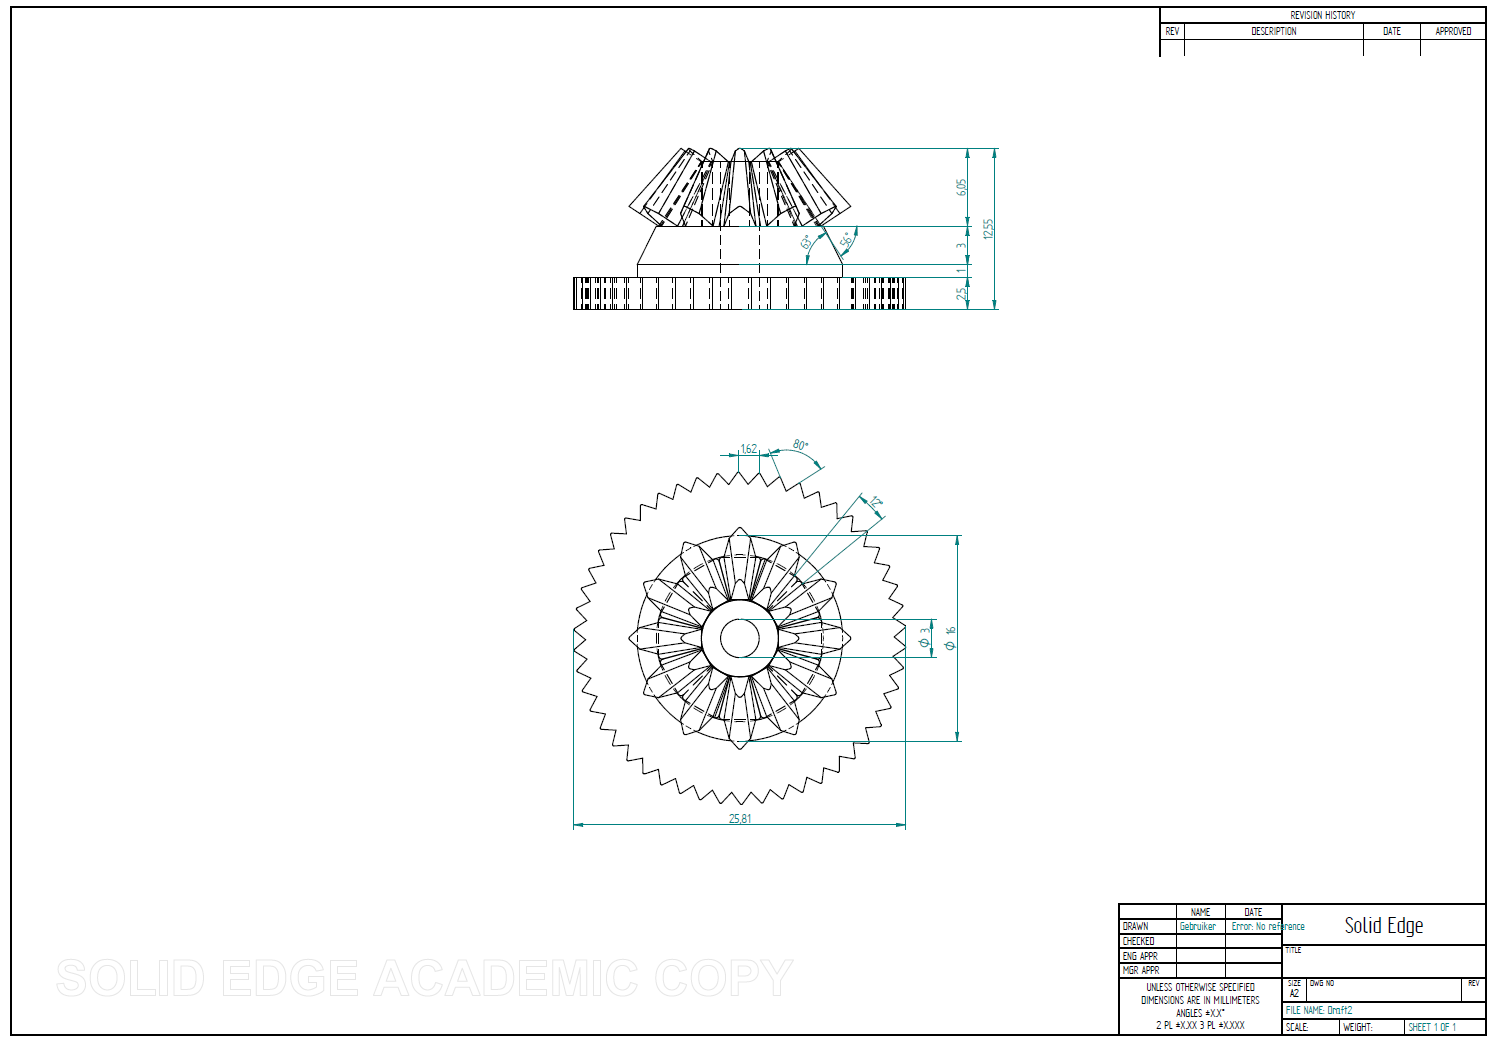 REVISION HISTORY
REV DESCRIPTION DATE APPROVED
6,05
12,55
63°
56°
3
1
2,5
1,62
80°
12°
ϕ 3
ϕ 16
25,81
SOLID EDGE ACADEMIC COPY
NAME DATE
DRAWN Gebruiker Error: No reference
CHECKED
ENG APPR
MGR APPR
Solid Edge
TITLE
UNLESS OTHERWISE SPECIFIED
DIMENSIONS ARE IN MILLIMETERS
ANGLES ±X.X°
2 PL ±X.XX 3 PL ±X.XXX
SIZE DWG NO REV
A2
FILE NAME: Draft2
SCALE: WEIGHT: SHEET 1 OF 1